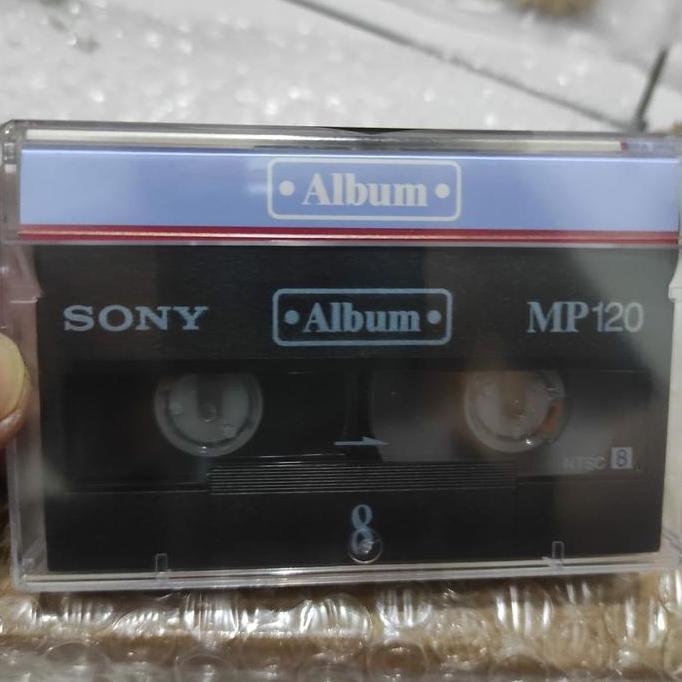 • Album •
SONY • Album • MP120
NTSC 8
8